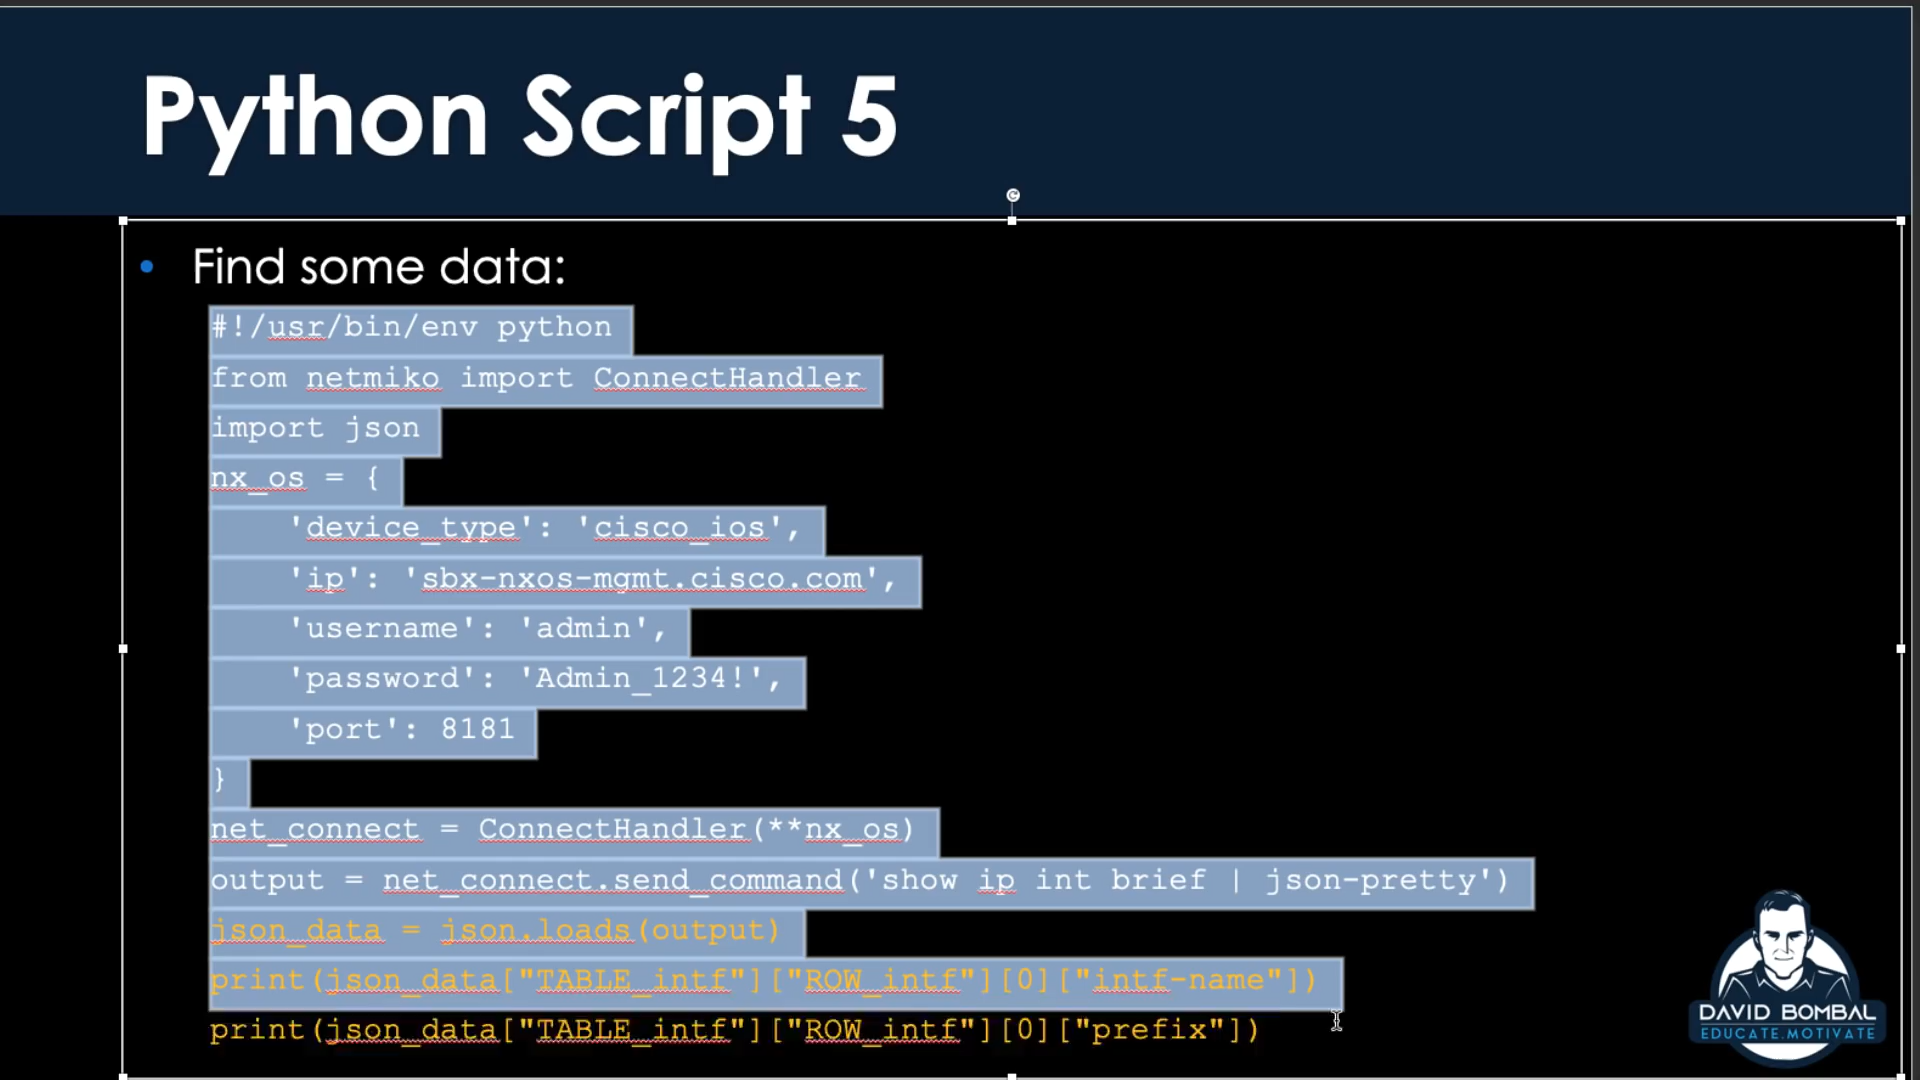 Python Script 5
• Find some data:
#!/usr/bin/env python
from netmiko import ConnectHandler
import json
nx_os = {
    'device_type': 'cisco_ios',
    'ip': 'sbx-nxos-mgmt.cisco.com',
    'username': 'admin',
    'password': 'Admin_1234!',
    'port': 8181
}
net_connect = ConnectHandler(**nx_os)
output = net_connect.send_command('show ip int brief | json-pretty')
json_data = json.loads(output)
print(json_data["TABLE_intf"]["ROW_intf"][0]["intf-name"])
print(json_data["TABLE_intf"]["ROW_intf"][0]["prefix"])
DAVID BOMBAL
EDUCATE.MOTIVATE